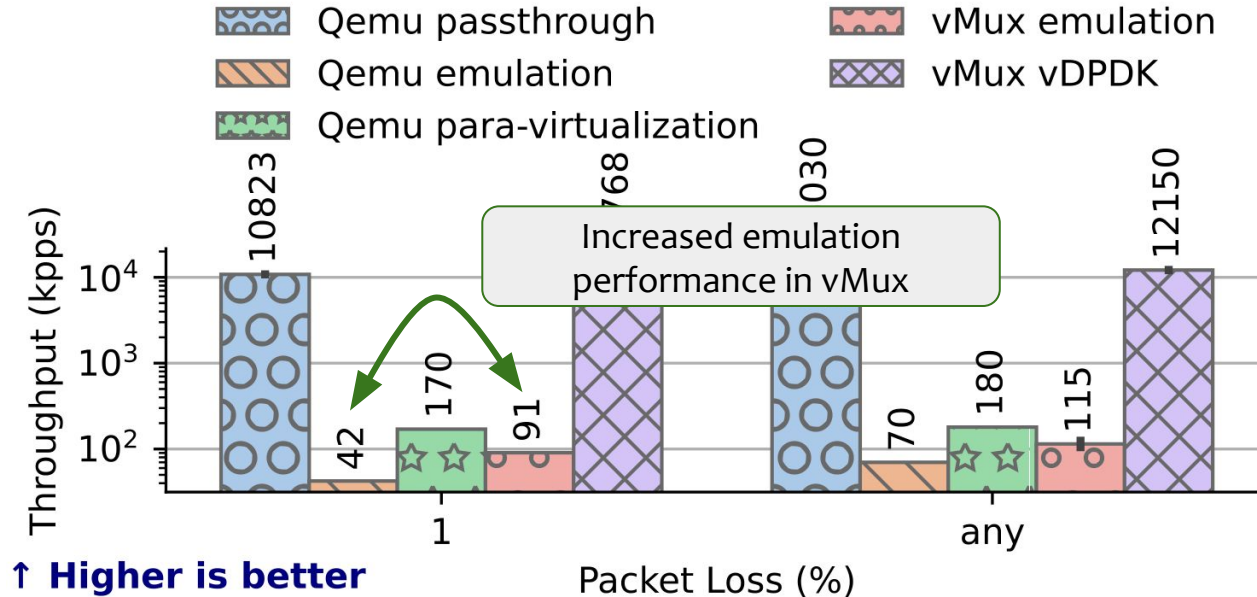 Qemu passthrough
Qemu emulation
Qemu para-virtualization
vMux emulation
vMux vDPDK
Throughput (kpps)
10⁴
10³
10²
10823
42
170
91
768
030
70
180
115
12150
Increased emulation
performance in vMux
1
any
Packet Loss (%)
↑ Higher is better